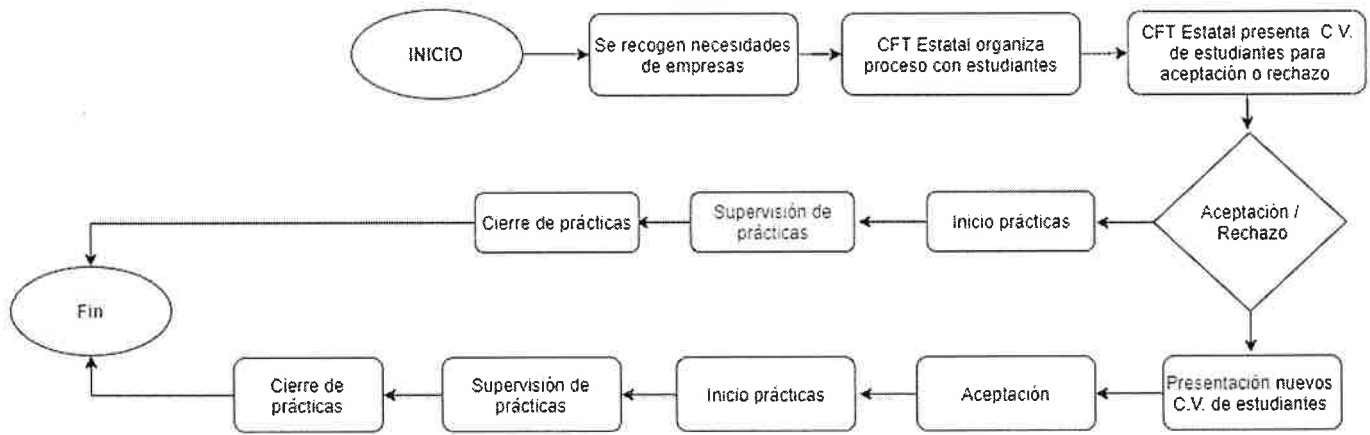 INICIO
Se recogen necesidades
de empresas
CFT Estatal organiza
proceso con estudiantes
CFT Estatal presenta C V.
de estudiantes para
aceptación o rechazo
Aceptación /
Rechazo
Inicio prácticas
Supervisión de
prácticas
Cierre de prácticas
Fin
Presentación nuevos
C.V. de estudiantes
Aceptación
Inicio prácticas
Supervisión de
prácticas
Cierre de
prácticas